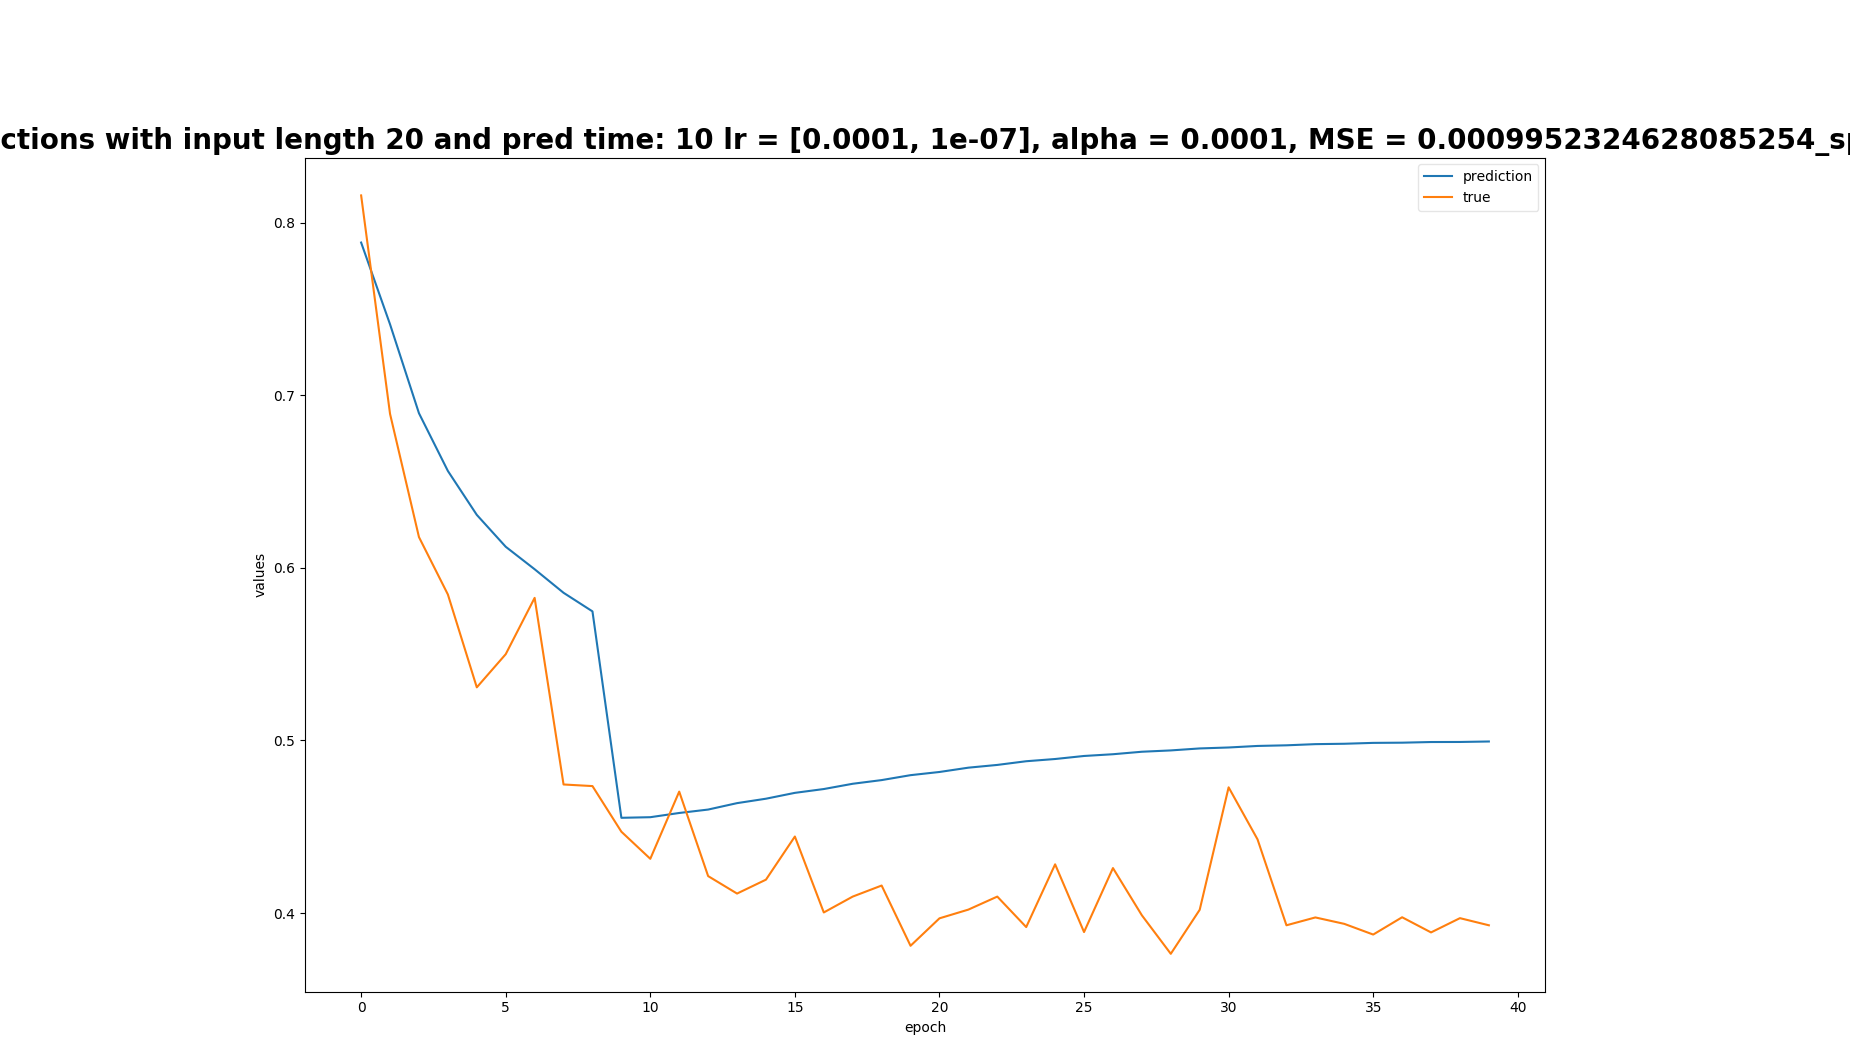 ctions with input length 20 and pred time: 10 lr = [0.0001, 1e-07], alpha = 0.0001, MSE = 0.0009952324628085254_sp
prediction
true
0.8
0.7
0.6
0.5
0.4
values
0 5 10 15 20 25 30 35 40
epoch